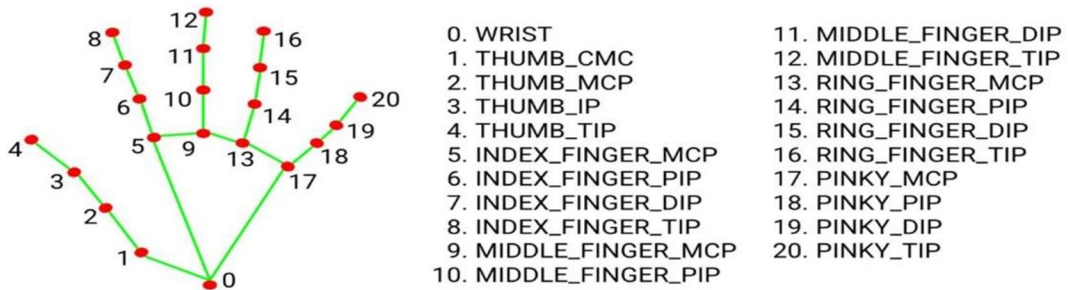 12
8
16
11
7
15
10
20
6
14
19
4
5
9
13
18
3
17
2
1
0
0. WRIST
1. THUMB_CMC
2. THUMB_MCP
3. THUMB_IP
4. THUMB_TIP
5. INDEX_FINGER_MCP
6. INDEX_FINGER_PIP
7. INDEX_FINGER_DIP
8. INDEX_FINGER_TIP
9. MIDDLE_FINGER_MCP
10. MIDDLE_FINGER_PIP
11. MIDDLE_FINGER_DIP
12. MIDDLE_FINGER_TIP
13. RING_FINGER_MCP
14. RING_FINGER_PIP
15. RING_FINGER_DIP
16. RING_FINGER_TIP
17. PINKY_MCP
18. PINKY_PIP
19. PINKY_DIP
20. PINKY_TIP